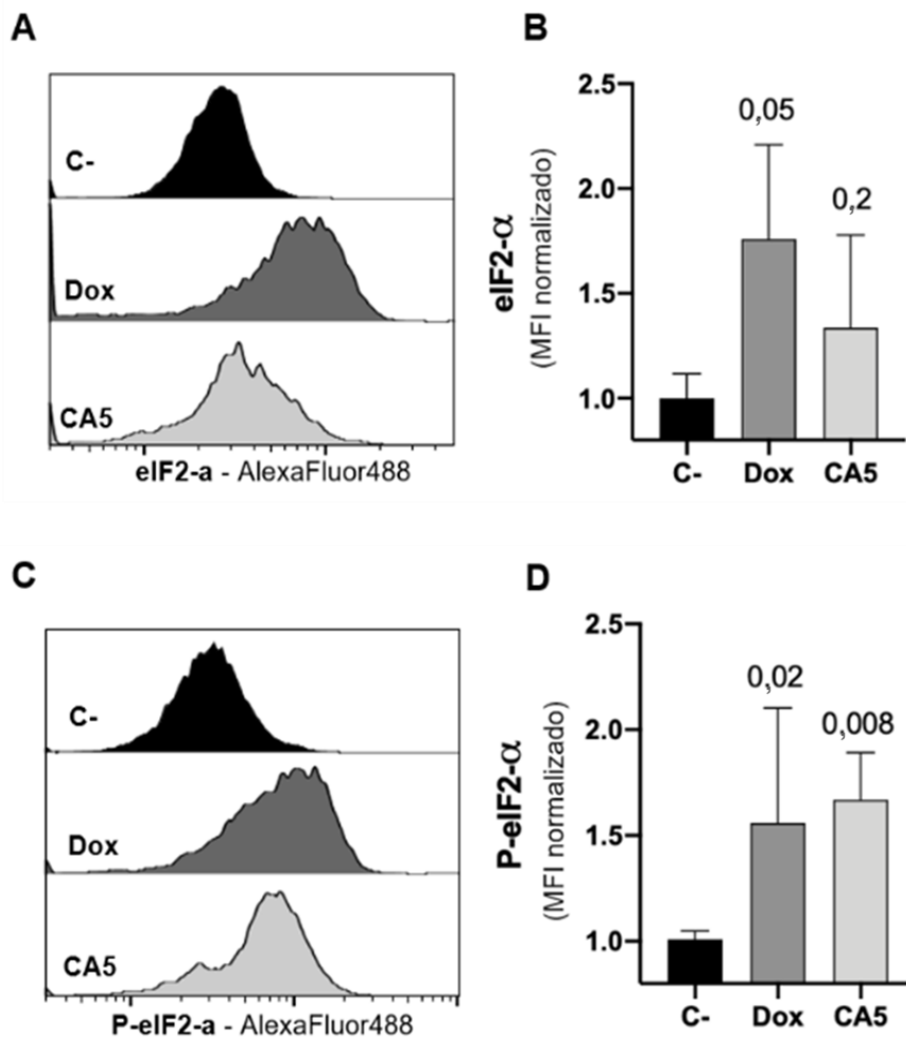 A
C-
Dox
CA5
eIF2-a - AlexaFluor488
B
eIF2-α
(MFI normalizado)
2.5
2.0
1.5
1.0
0,05
0,2
C- Dox CA5
C
C-
Dox
CA5
P-eIF2-a - AlexaFluor488
D
P-eIF2-α
(MFI normalizado)
2.5
2.0
1.5
1.0
0,02
0,008
C- Dox CA5